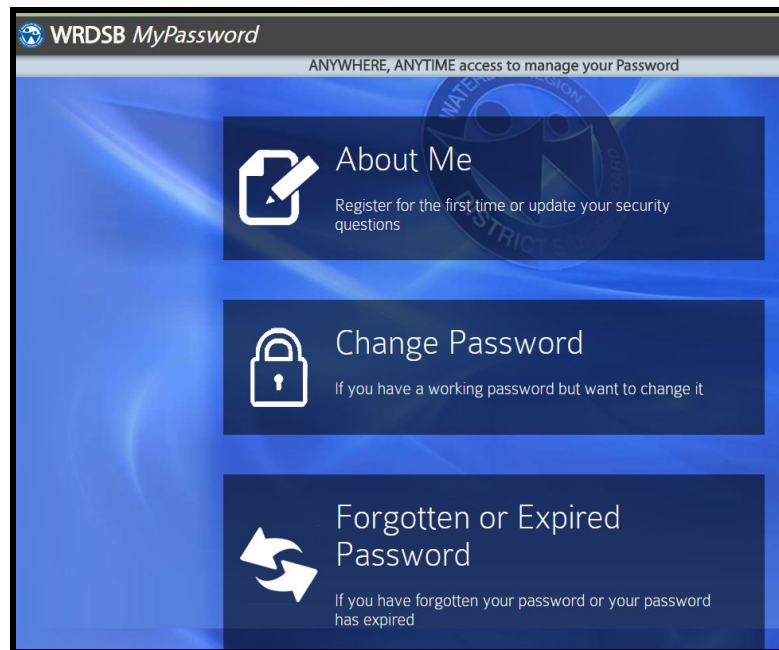 WRDSB MyPassword
ANYWHERE, ANYTIME access to manage your Password
About Me
Register for the first time or update your security
questions
Change Password
If you have a working password but want to change it
Forgotten or Expired
Password
If you have forgotten your password or your password
has expired